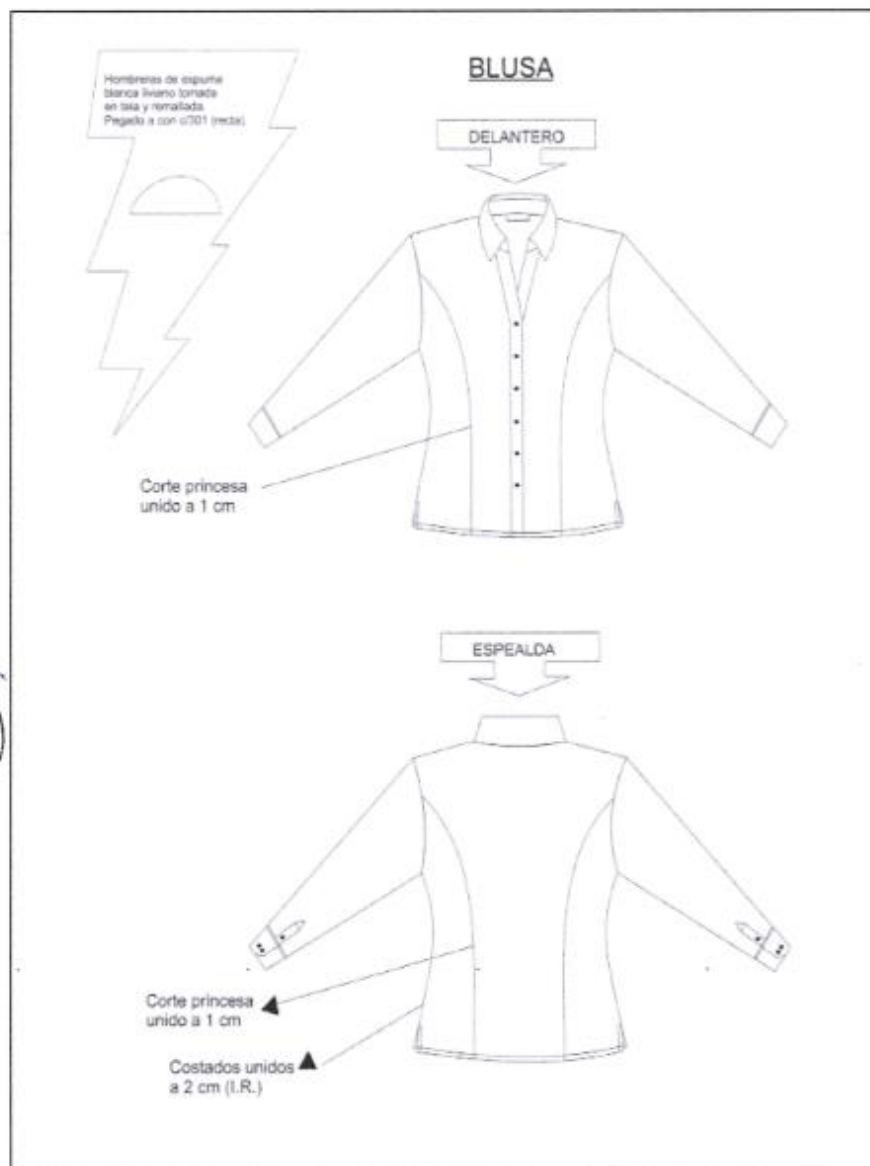 BLUSA
Hombreras de espuma
blanca liviano tornada
en tela y remallada.
Pegado a con c/301 (recta).
DELANTERO
Corte princesa
unido a 1 cm
ESPEALDA
Corte princesa
unido a 1 cm
Costados unidos
a 2 cm (I.R.)